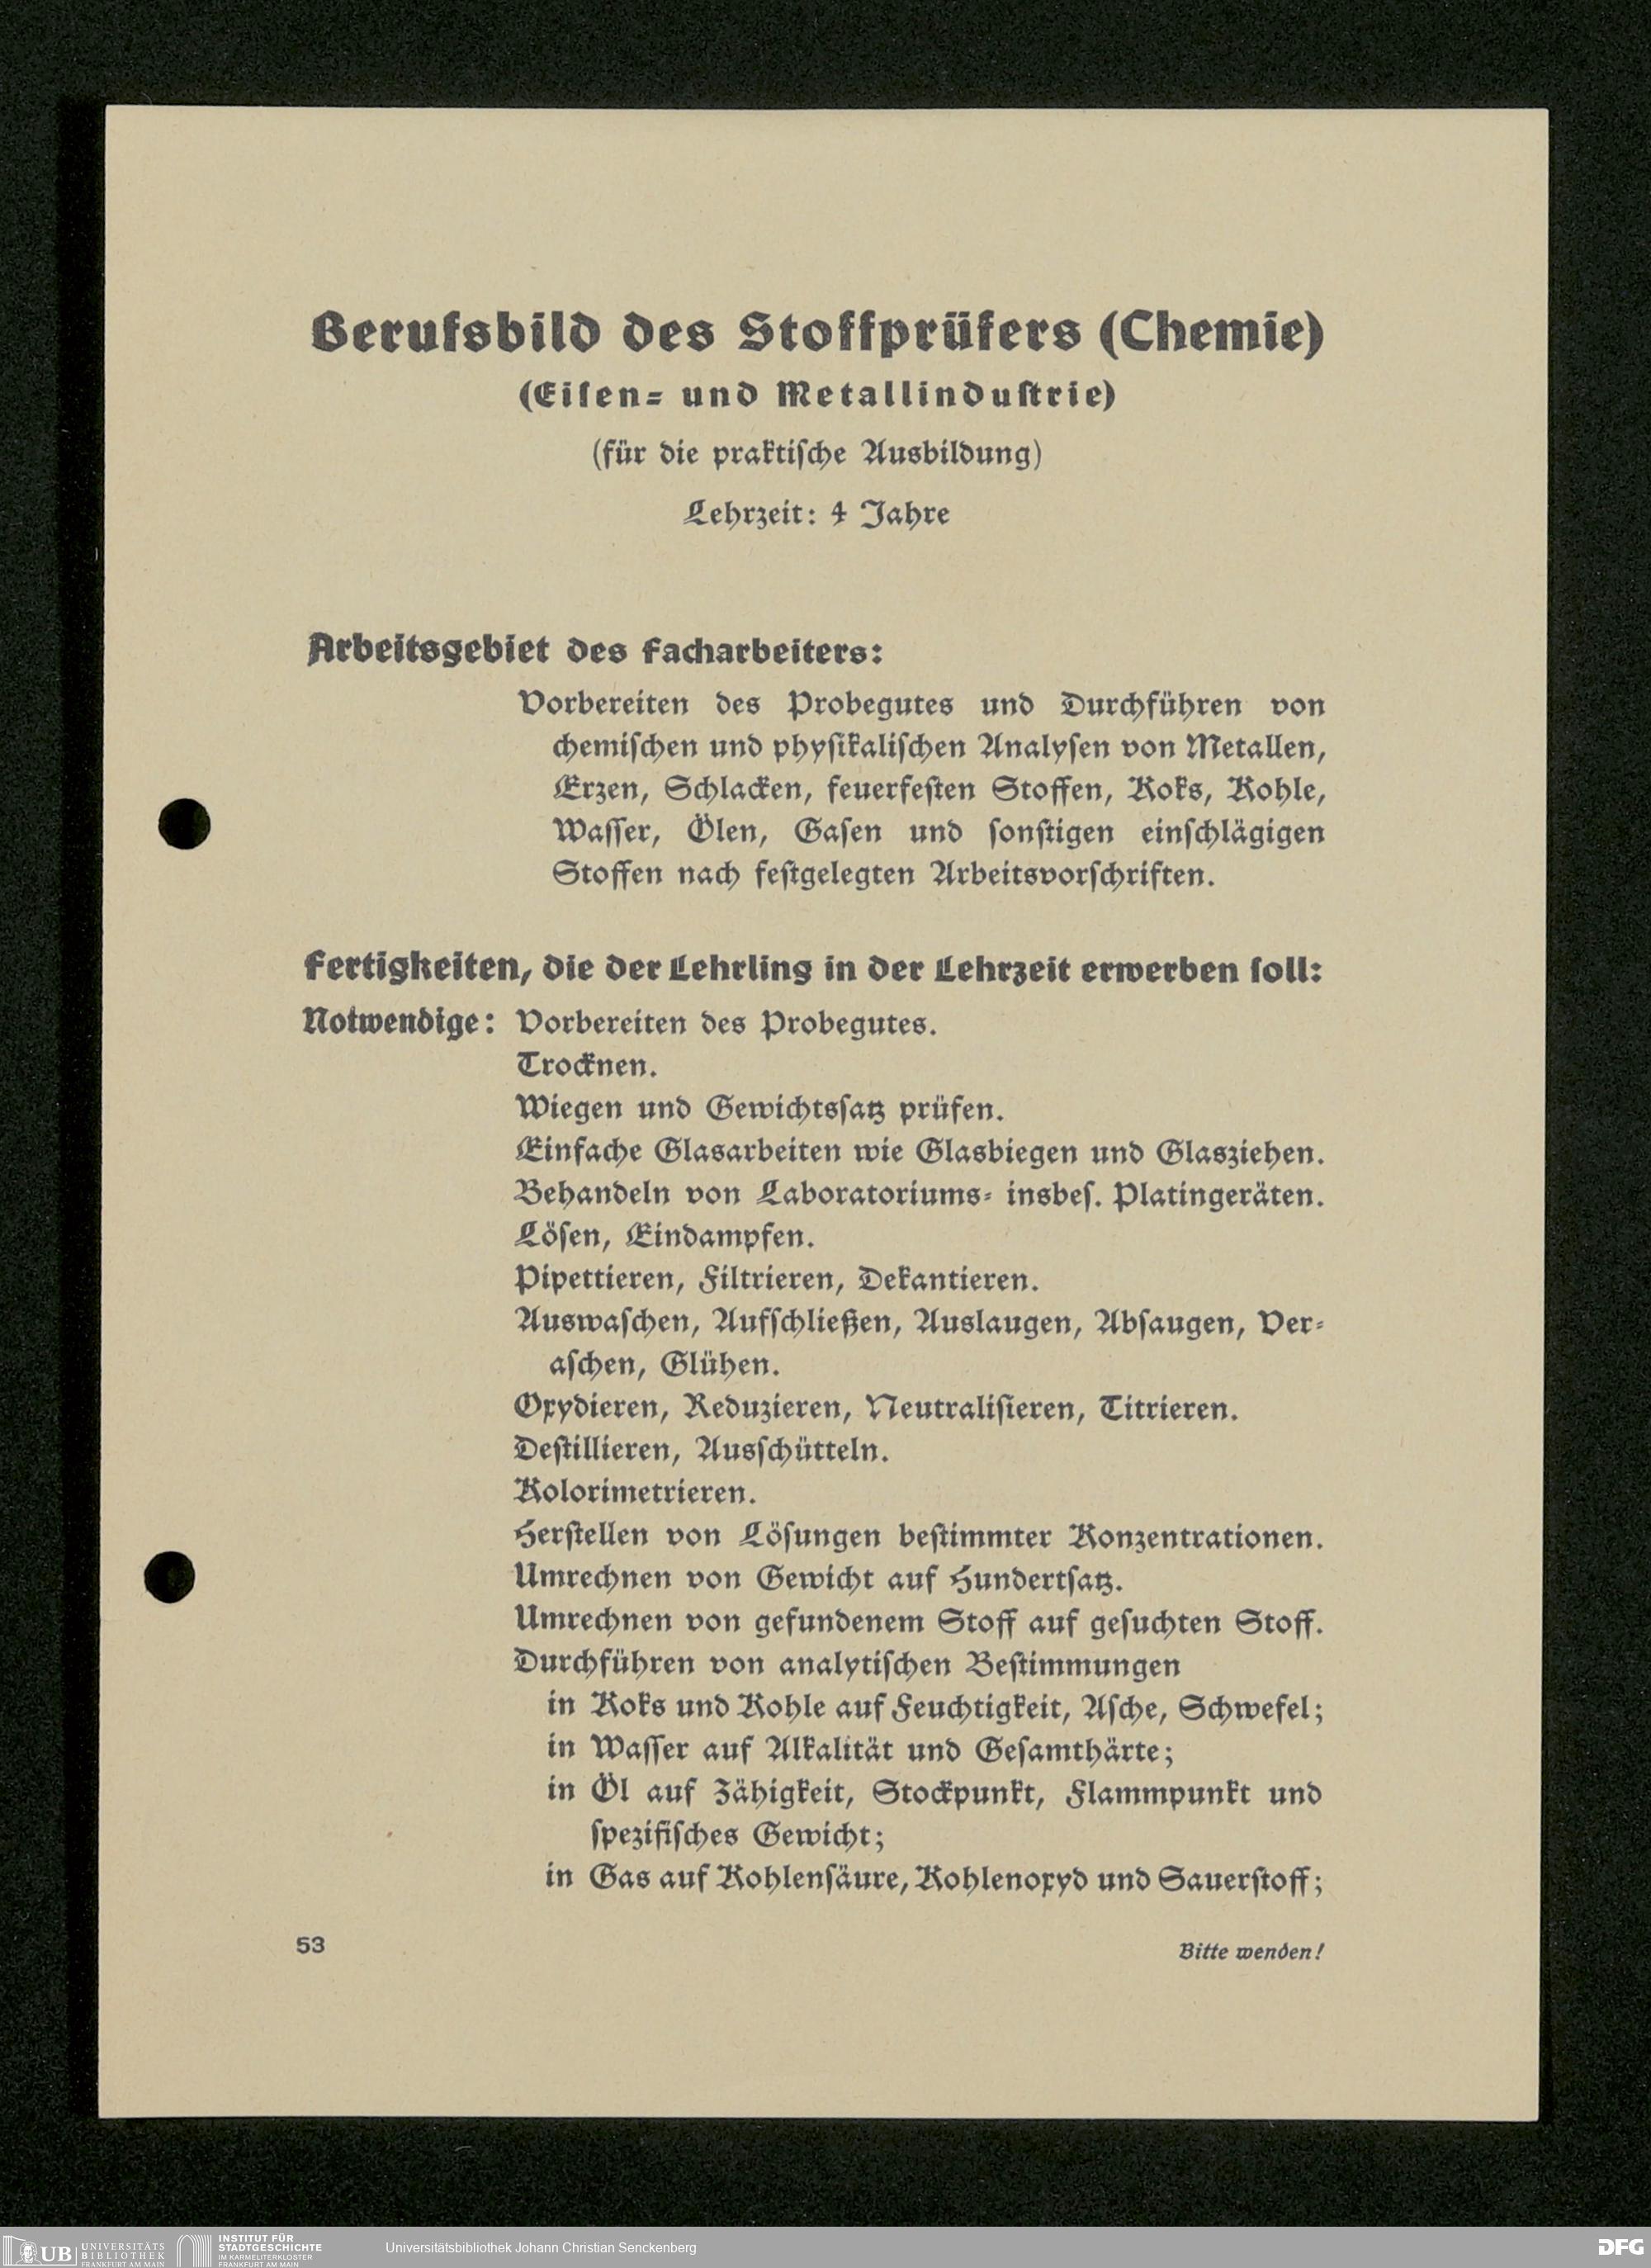 Berufsbild des Stoffprüfers (Chemie)
(Eiſen- und Metallinduſtrie)
(für die praktiſche Ausbildung)
Lehrzeit: 4 Jahre
Arbeitsgebiet des Facharbeiters:
Vorbereiten des Probegutes und Durchführen von
chemiſchen und phyſikaliſchen Analyſen von Metallen,
Erzen, Schlacken, feuerfeſten Stoffen, Koks, Kohle,
Waſſer, Ölen, Gaſen und ſonſtigen einſchlägigen
Stoffen nach feſtgelegten Arbeitsvorſchriften.
Fertigkeiten, die der Lehrling in der Lehrzeit erwerben ſoll:
Notwendige: Vorbereiten des Probegutes.
Trocknen.
Wiegen und Gewichtsſatz prüfen.
Einfache Glasarbeiten wie Glasbiegen und Glasziehen.
Behandeln von Laboratoriums- insbeſ. Platingeräten.
Löſen, Eindampfen.
Pipettieren, Filtrieren, Dekantieren.
Auswaſchen, Aufſchließen, Auslaugen, Abſaugen, Ver-
aſchen, Glühen.
Oxydieren, Reduzieren, Neutraliſieren, Titrieren.
Deſtillieren, Ausſchütteln.
Kolorimetrieren.
Herſtellen von Löſungen beſtimmter Konzentrationen.
Umrechnen von Gewicht auf Hundertſatz.
Umrechnen von gefundenem Stoff auf geſuchten Stoff.
Durchführen von analytiſchen Beſtimmungen
in Koks und Kohle auf Feuchtigkeit, Aſche, Schwefel;
in Waſſer auf Alkalität und Geſamthärte;
in Öl auf Zähigkeit, Stockpunkt, Flammpunkt und
ſpezifiſches Gewicht;
in Gas auf Kohlenſäure, Kohlenoxyd und Sauerſtoff;
53
Bitte wenden!
UB UNIVERSITÄTS
BIBLIOTHEK
FRANKFURT AM MAIN
INSTITUT FÜR
STADTGESCHICHTE
IM KARMELITERKLOSTER
FRANKFURT AM MAIN
Universitätsbibliothek Johann Christian Senckenberg
DFG